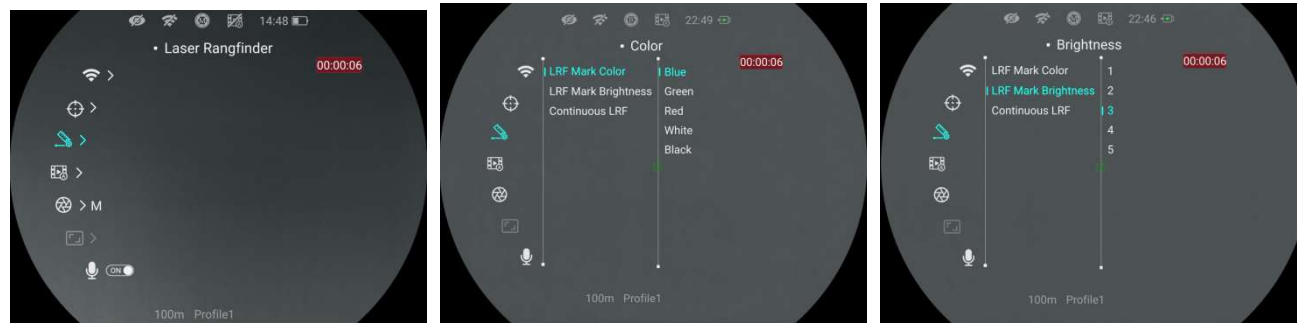 14:48
• Laser Rangfinder
00:00:06
M
ON
100m Profile1
22:49
• Color
00:00:06
LRF Mark Color Blue
LRF Mark Brightness Green
Continuous LRF Red
White
Black
100m Profile1
22:46
• Brightness
00:00:06
LRF Mark Color 1
LRF Mark Brightness 2
Continuous LRF 3
4
5
100m Profile1